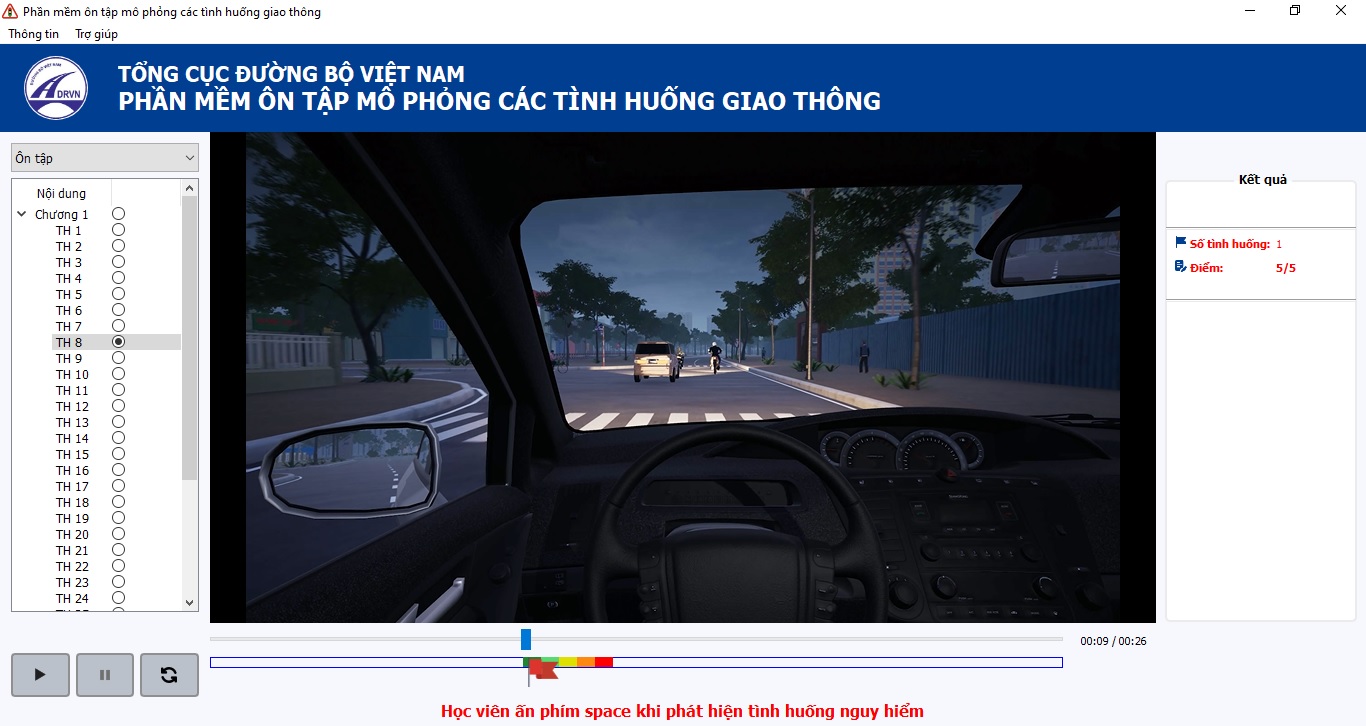 Phần mềm ôn tập mô phỏng các tình huống giao thông
Thông tin Trợ giúp
ĐƯỜNG BỘ VIỆT NAM
DRVN
TỔNG CỤC ĐƯỜNG BỘ VIỆT NAM
PHẦN MỀM ÔN TẬP MÔ PHỎNG CÁC TÌNH HUỐNG GIAO THÔNG
Ôn tập
Nội dung
Chương 1
TH 1
TH 2
TH 3
TH 4
TH 5
TH 6
TH 7
TH 8
TH 9
TH 10
TH 11
TH 12
TH 13
TH 14
TH 15
TH 16
TH 17
TH 18
TH 19
TH 20
TH 21
TH 22
TH 23
TH 24
Kết quả
Số tình huống: 1
Điểm: 5/5
00:09 / 00:26
Học viên ấn phím space khi phát hiện tình huống nguy hiểm